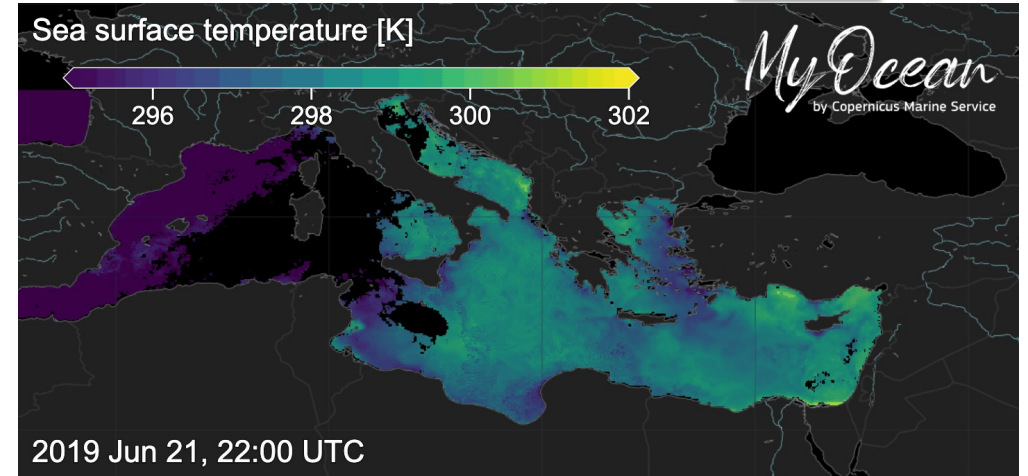 Sea surface temperature [K]
296 298 300 302
MyOcean
by Copernicus Marine Service
2019 Jun 21, 22:00 UTC